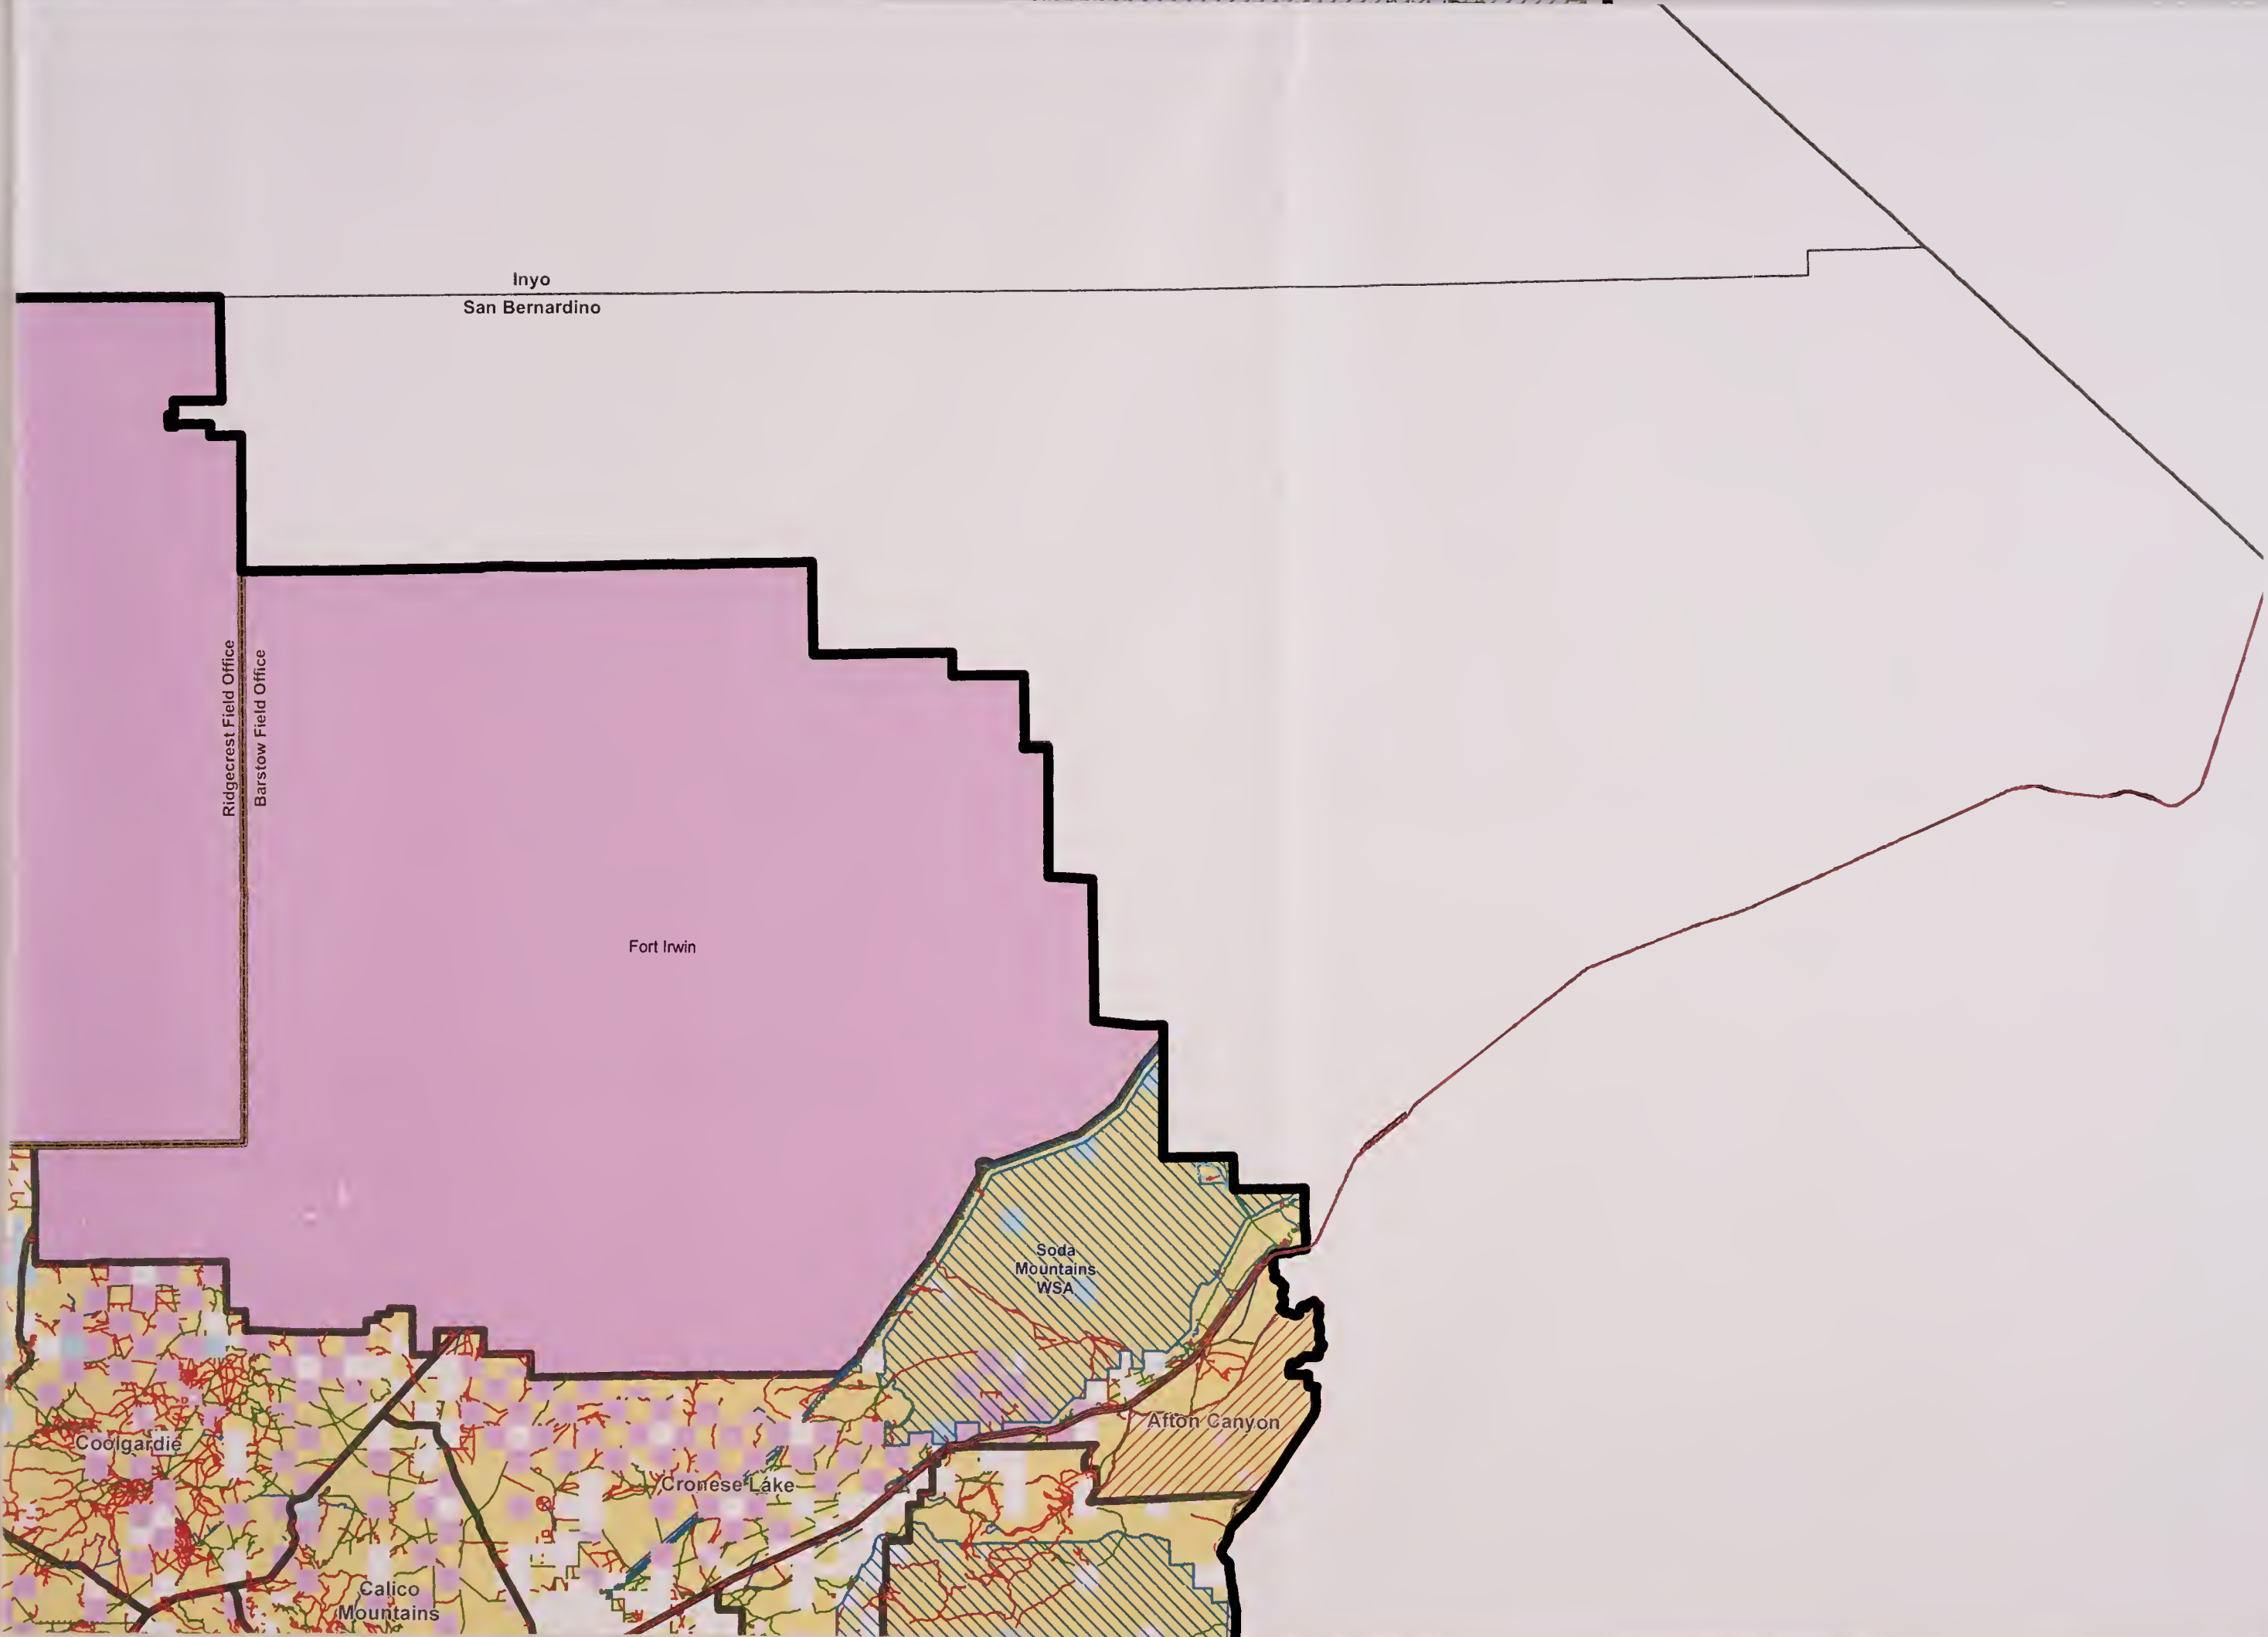 Inyo
San Bernardino
Ridgecrest Field Office
Barstow Field Office
Fort Irwin
Soda
Mountains
WSA
Afton Canyon
Coolgardie
Cronese Lake
Calico
Mountains